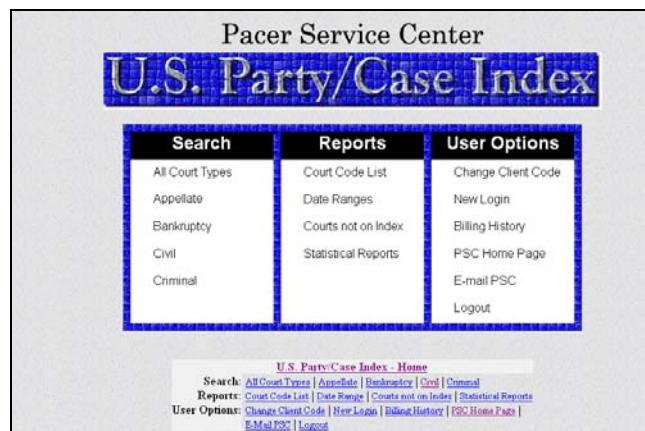 Pacer Service Center
U.S. Party/Case Index
Search
All Court Types
Appellate
Bankruptcy
Civil
Criminal
Reports
Court Code List
Date Ranges
Courts not on Index
Statistical Reports
User Options
Change Client Code
New Login
Billing History
PSC Home Page
E-mail PSC
Logout
U.S. Party/Case Index - Home
Search: All Court Types | Appellate | Bankruptcy | Civil | Criminal
Reports: Court Code List | Date Range | Courts not on Index | Statistical Reports
User Options: Change Client Code | New Login | Billing History | PSC Home Page |
E-Mail PSC | Logout